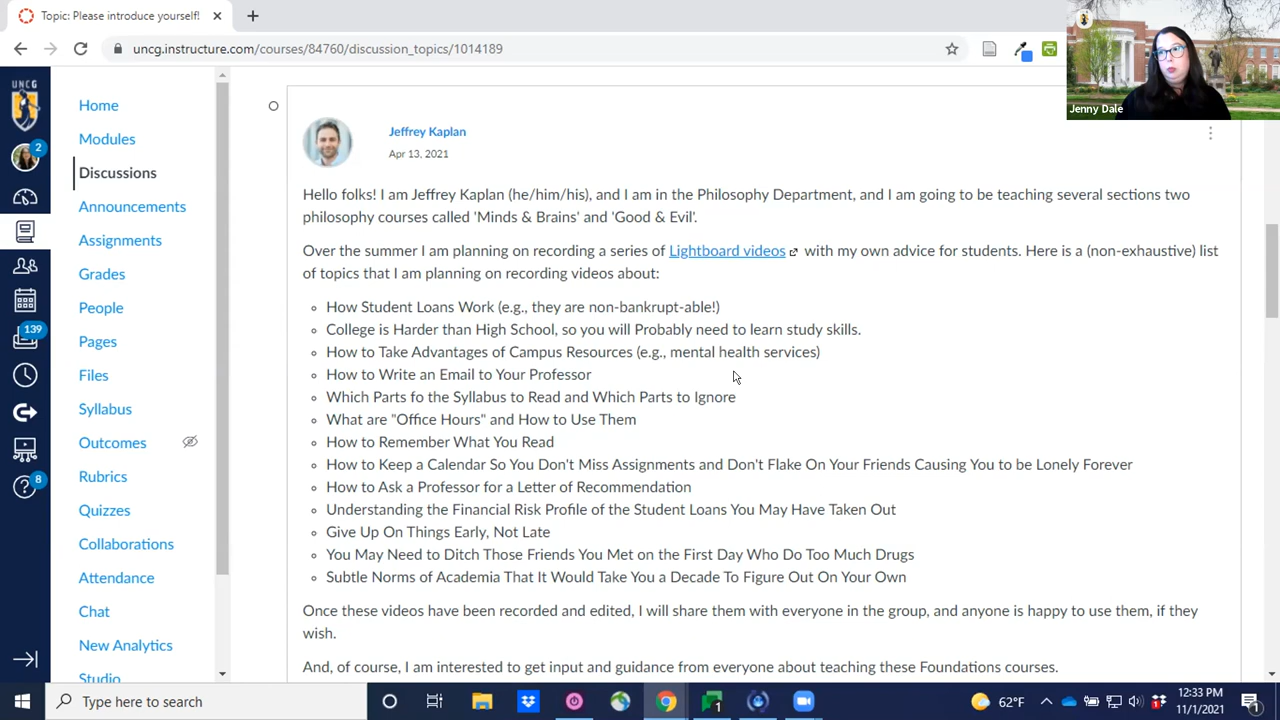 Topic: Please introduce yourself!
uncg.instructure.com/courses/84760/discussion_topics/1014189
Jenny Dale
UNCG
2
139
8
Home
Modules
Discussions
Announcements
Assignments
Grades
People
Pages
Files
Syllabus
Outcomes
Rubrics
Quizzes
Collaborations
Attendance
Chat
New Analytics
Studio
Jeffrey Kaplan
Apr 13, 2021
Hello folks! I am Jeffrey Kaplan (he/him/his), and I am in the Philosophy Department, and I am going to be teaching several sections two
philosophy courses called 'Minds & Brains' and 'Good & Evil'.
Over the summer I am planning on recording a series of Lightboard videos with my own advice for students. Here is a (non-exhaustive) list
of topics that I am planning on recording videos about:
How Student Loans Work (e.g., they are non-bankrupt-able!)
College is Harder than High School, so you will Probably need to learn study skills.
How to Take Advantages of Campus Resources (e.g., mental health services)
How to Write an Email to Your Professor
Which Parts fo the Syllabus to Read and Which Parts to Ignore
What are "Office Hours" and How to Use Them
How to Remember What You Read
How to Keep a Calendar So You Don't Miss Assignments and Don't Flake On Your Friends Causing You to be Lonely Forever
How to Ask a Professor for a Letter of Recommendation
Understanding the Financial Risk Profile of the Student Loans You May Have Taken Out
Give Up On Things Early, Not Late
You May Need to Ditch Those Friends You Met on the First Day Who Do Too Much Drugs
Subtle Norms of Academia That It Would Take You a Decade To Figure Out On Your Own
Once these videos have been recorded and edited, I will share them with everyone in the group, and anyone is happy to use them, if they
wish.
And, of course, I am interested to get input and guidance from everyone about teaching these Foundations courses.
Type here to search
1
62°F
12:33 PM
11/1/2021
1